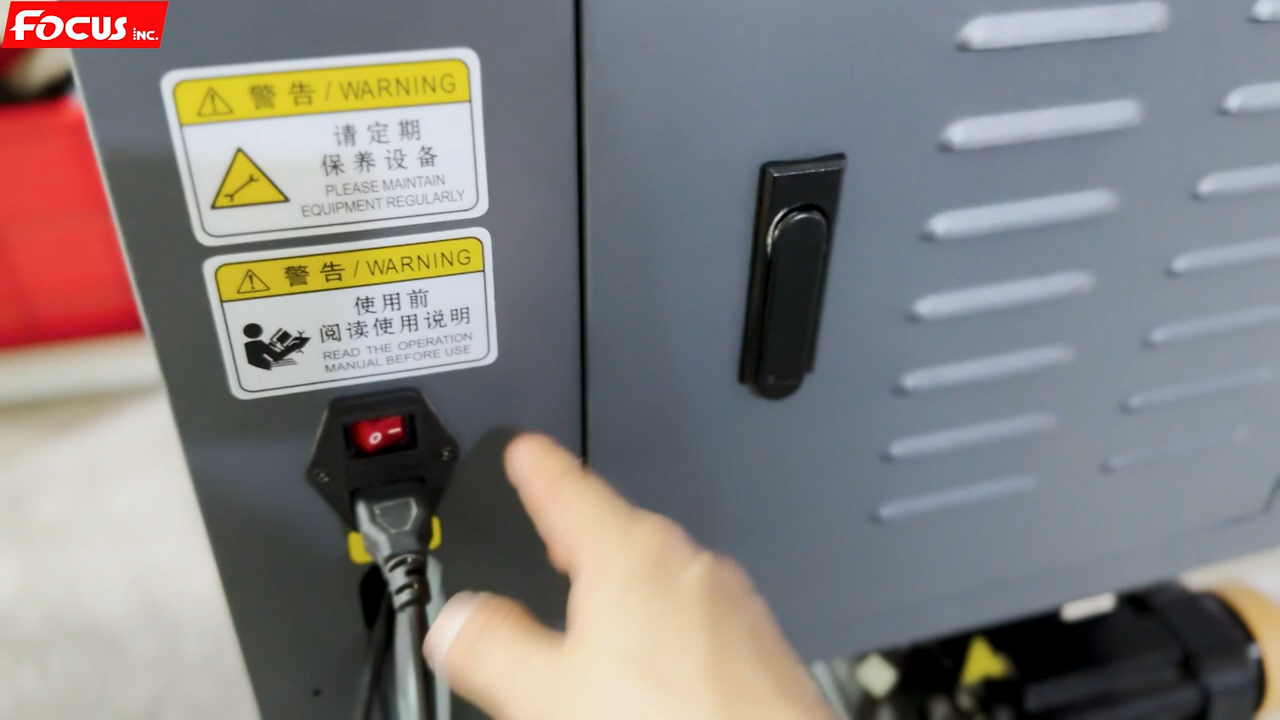 FOCUS INC.
警告/WARNING
请定期
保养设备
PLEASE MAINTAIN
EQUIPMENT REGULARLY
警告/WARNING
使用前
阅读使用说明
READ THE OPERATION
MANUAL BEFORE USE